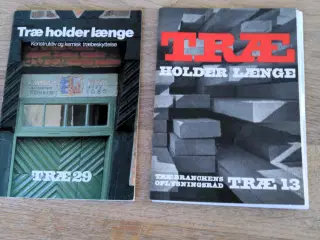 Træ holder længe
Konstruktiv og kemisk træbeskyttelse
TRÆ 29
TRÆ
HOLDER LÆNGE
TRÆBRANCHENS
OPLYSNINGSRÅD TRÆ 13